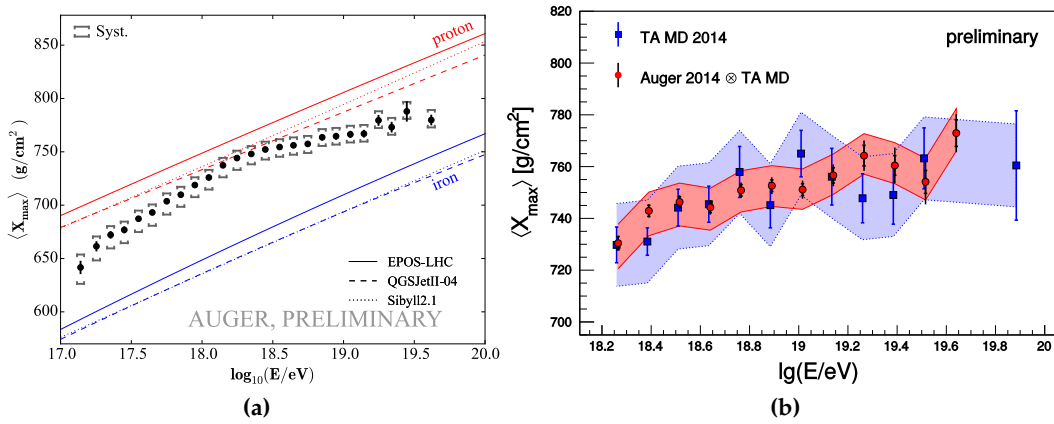 850
800
750
700
650
600
⟨X_max⟩ (g/cm²)
Syst.
proton
iron
EPOS-LHC
QGSJetII-04
Sibyll2.1
AUGER, PRELIMINARY
17.0 17.5 18.0 18.5 19.0 19.5 20.0
log₁₀(E/eV)
(a)
820
800
780
760
740
720
700
⟨X_max⟩ [g/cm²]
TA MD 2014
Auger 2014 ⊗ TA MD
preliminary
18.2 18.4 18.6 18.8 19 19.2 19.4 19.6 19.8 20
lg(E/eV)
(b)